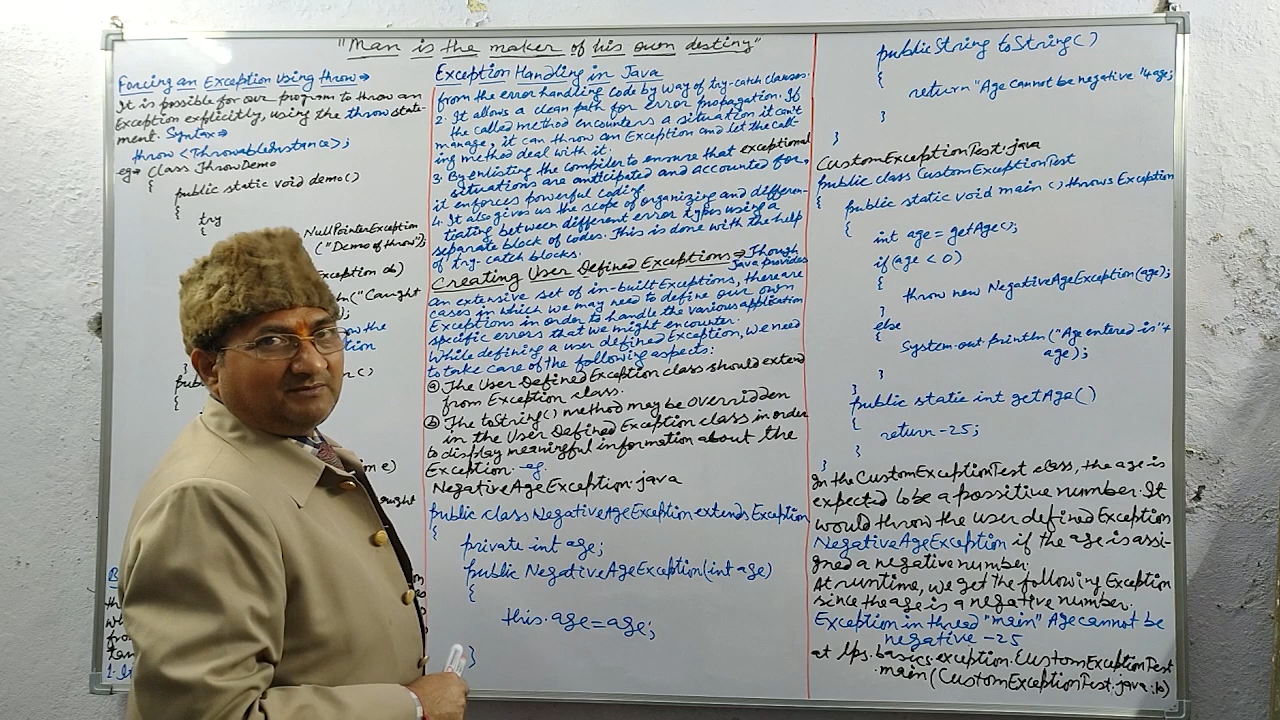 "Man is the maker of his own destiny"
Forcing an Exception using throw⇒
It is possible for our program to throw an
Exception explicitly, using the throw state-
ment. Syntax⇒
throw <ThrowableInstance>;
eg⇒ Class ThrowDemo
{
public static void demo()
{
try
{
NullPointerException
("Demo of throw");
Exception ob)
("Caught
);
}
{
e)
Exception Handling in Java
from the error handling code by way of try-catch clauses.
2. It allows a clean path for error propagation. If
the called method encounters a situation it can't
manage, it can throw an Exception and let the call-
ing method deal with it.
3. By enlisting the compiler to ensure that exceptional
situations are anticipated and accounted for,
it enforces powerful coding.
4. It also gives us the scope of organizing and differen-
tiating between different error types using a
separate block of codes. This is done with the help
of try-catch blocks.
Creating User Defined Exceptions⇒ Though
Java provides
an extensive set of in-built Exceptions, there are
cases in which we may need to define our own
Exceptions in order to handle the various application
specific errors that we might encounter.
While defining a user defined Exception, we need
to take care of the following aspects:
(a) The User Defined Exception class should extend
from Exception class.
(b) The toString() method may be overridden
in the User Defined Exception class in order
to display meaningful information about the
Exception. eg.
NegativeAgeException.java
public class NegativeAgeException extends Exception
{
private int age;
public NegativeAgeException(int age)
{
this.age=age;
}
public String toString()
{
return "Age cannot be negative "+age;
}
}
CustomExceptionTest.java
public class CustomExceptionTest
{
public static void main () throws Exception
{
int age = getAge();
if(age < 0)
{
throw new NegativeAgeException(age);
}
else
{
System.out.println("Age entered is"+
age);
}
}
public static int getAge()
{
return -25;
}
}
In the CustomExceptionTest class, the age is
expected to be a possitive number. It
would throw the user defined Exception
NegativeAgeException if the age is assi-
gned a negative number.
At runtime, we get the following Exception
since the age is a negative number.
Exception in thread "main" Age cannot be
negative -25
at lps.basics.exception.CustomExceptionTest
.main(CustomExceptionTest.java:10)